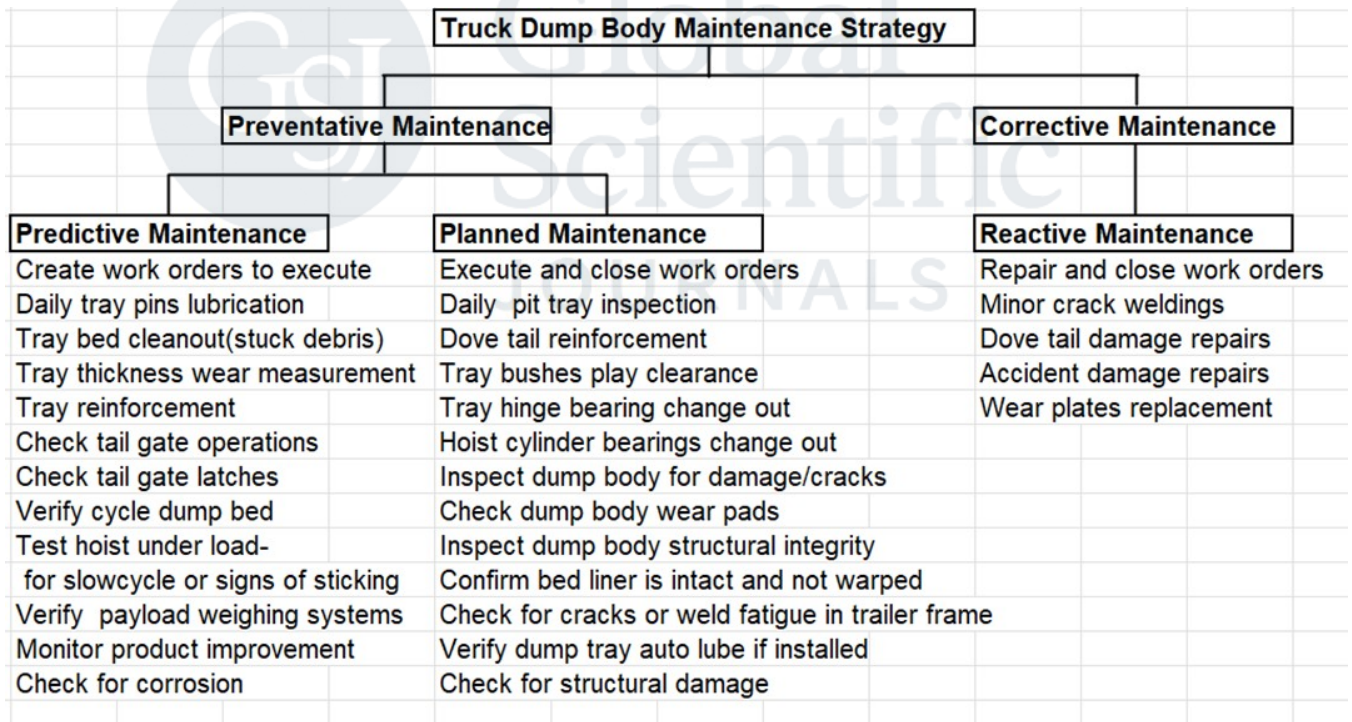 Truck Dump Body Maintenance Strategy
Preventative Maintenance
Corrective Maintenance
Predictive Maintenance
Create work orders to execute
Daily tray pins lubrication
Tray bed cleanout(stuck debris)
Tray thickness wear measurement
Tray reinforcement
Check tail gate operations
Check tail gate latches
Verify cycle dump bed
Test hoist under load-
for slowcycle or signs of sticking
Verify payload weighing systems
Monitor product improvement
Check for corrosion
Planned Maintenance
Execute and close work orders
Daily pit tray inspection
Dove tail reinforcement
Tray bushes play clearance
Tray hinge bearing change out
Hoist cylinder bearings change out
Inspect dump body for damage/cracks
Check dump body wear pads
Inspect dump body structural integrity
Confirm bed liner is intact and not warped
Check for cracks or weld fatigue in trailer frame
Verify dump tray auto lube if installed
Check for structural damage
Reactive Maintenance
Repair and close work orders
Minor crack weldings
Dove tail damage repairs
Accident damage repairs
Wear plates replacement
GSJ
Global
Scientific
JOURNALS